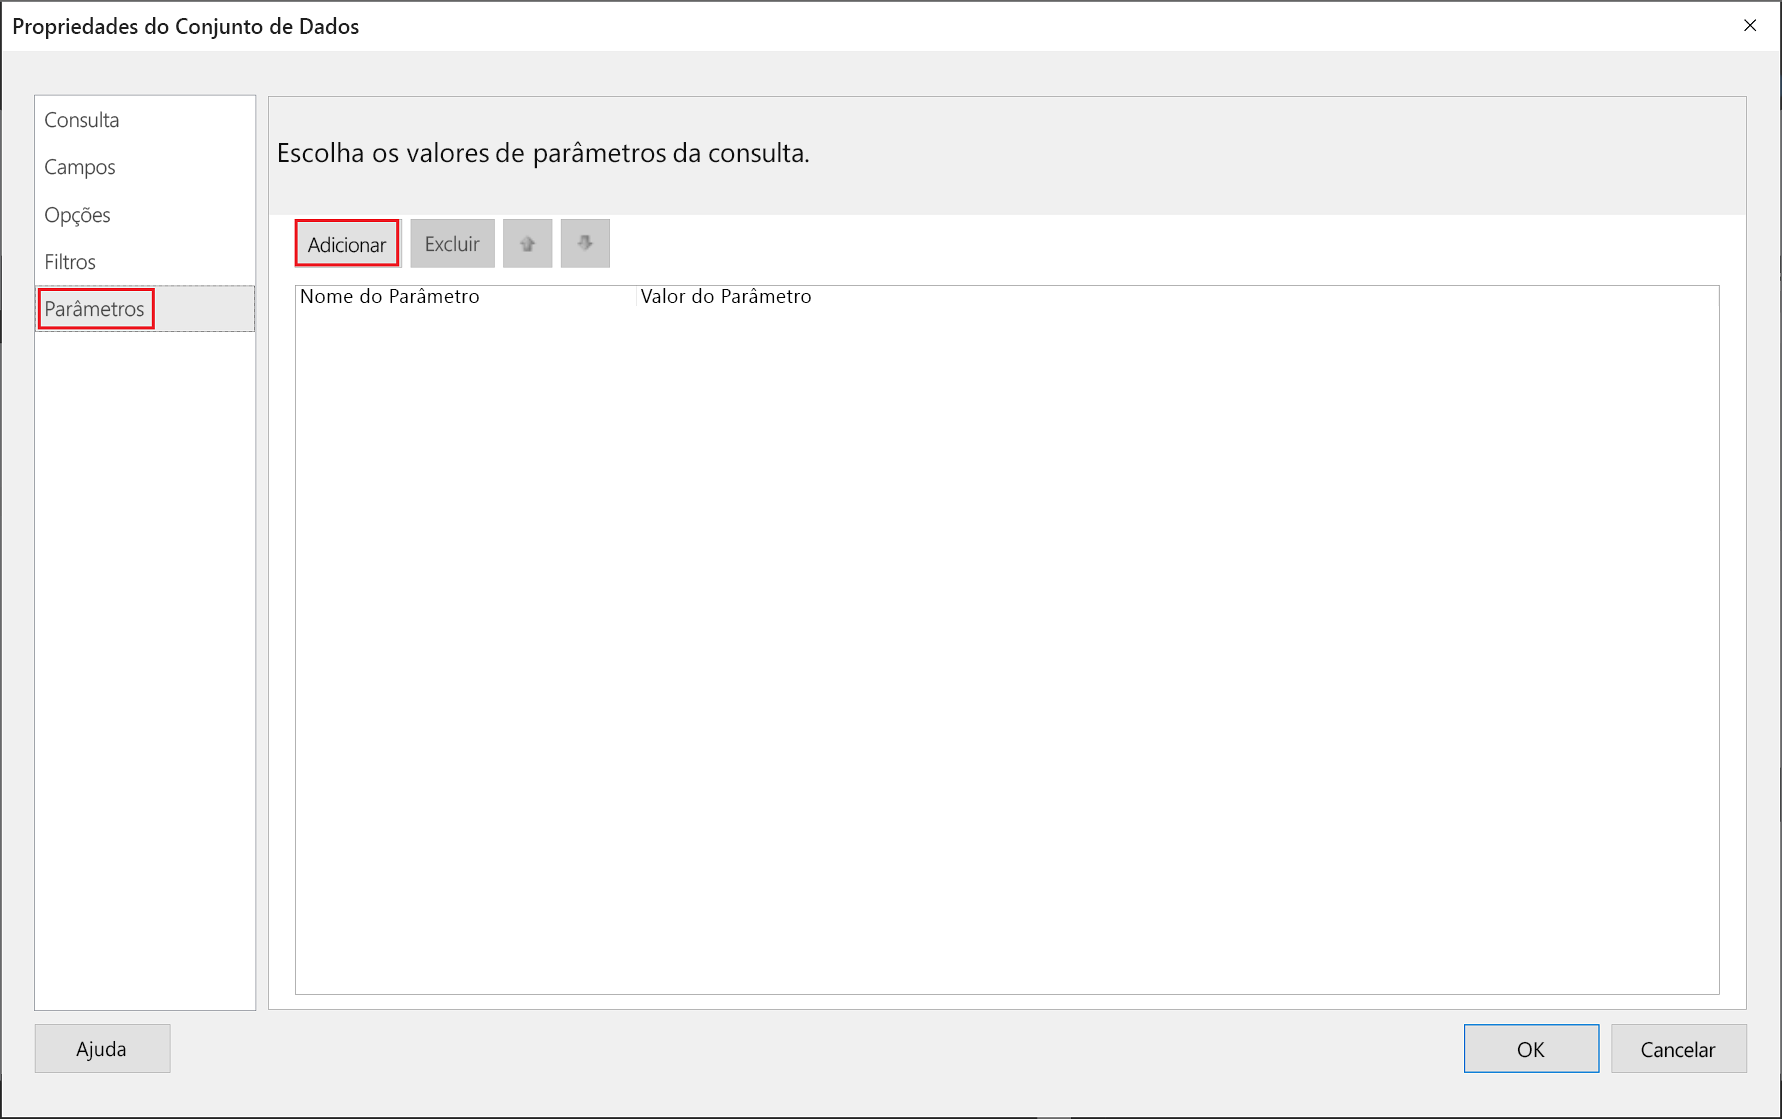 Propriedades do Conjunto de Dados
Consulta
Campos
Opções
Filtros
Parâmetros
Escolha os valores de parâmetros da consulta.
Adicionar Excluir
Nome do Parâmetro Valor do Parâmetro
Ajuda OK Cancelar